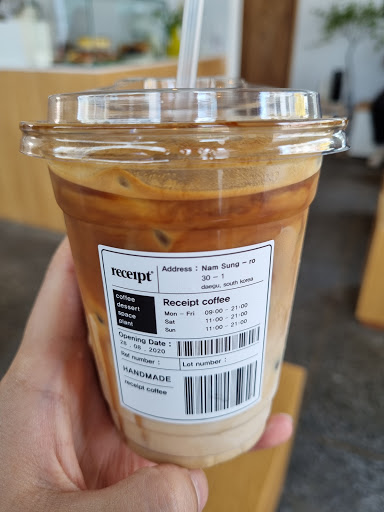 receipt®
Address : Nam Sung - ro
30 - 1
daegu, south korea
coffee
dessert
space
plant
Receipt coffee
Mon - Fri 09:00 - 21:00
Sat 11:00 - 21:00
Sun 11:00 - 21:00
Opening Date :
26 . 08 . 2020
Ref number :
Lot number :
HANDMADE
receipt coffee